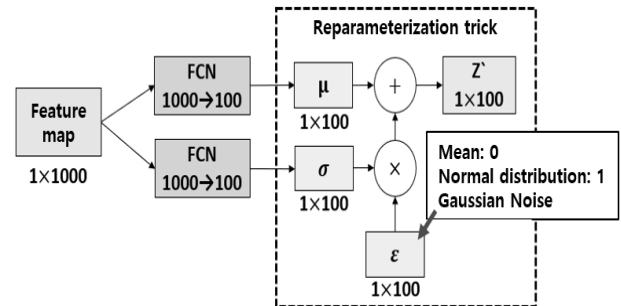 Reparameterization trick
FCN
1000→100
μ
1×100
+
Z`
1×100
Feature
map
1×1000
FCN
1000→100
σ
1×100
×
Mean: 0
Normal distribution: 1
Gaussian Noise
ε
1×100